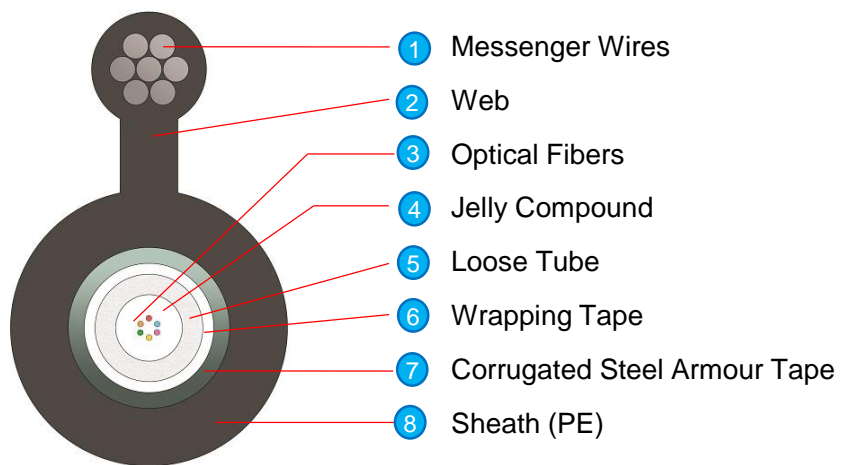 1 Messenger Wires
2 Web
3 Optical Fibers
4 Jelly Compound
5 Loose Tube
6 Wrapping Tape
7 Corrugated Steel Armour Tape
8 Sheath (PE)